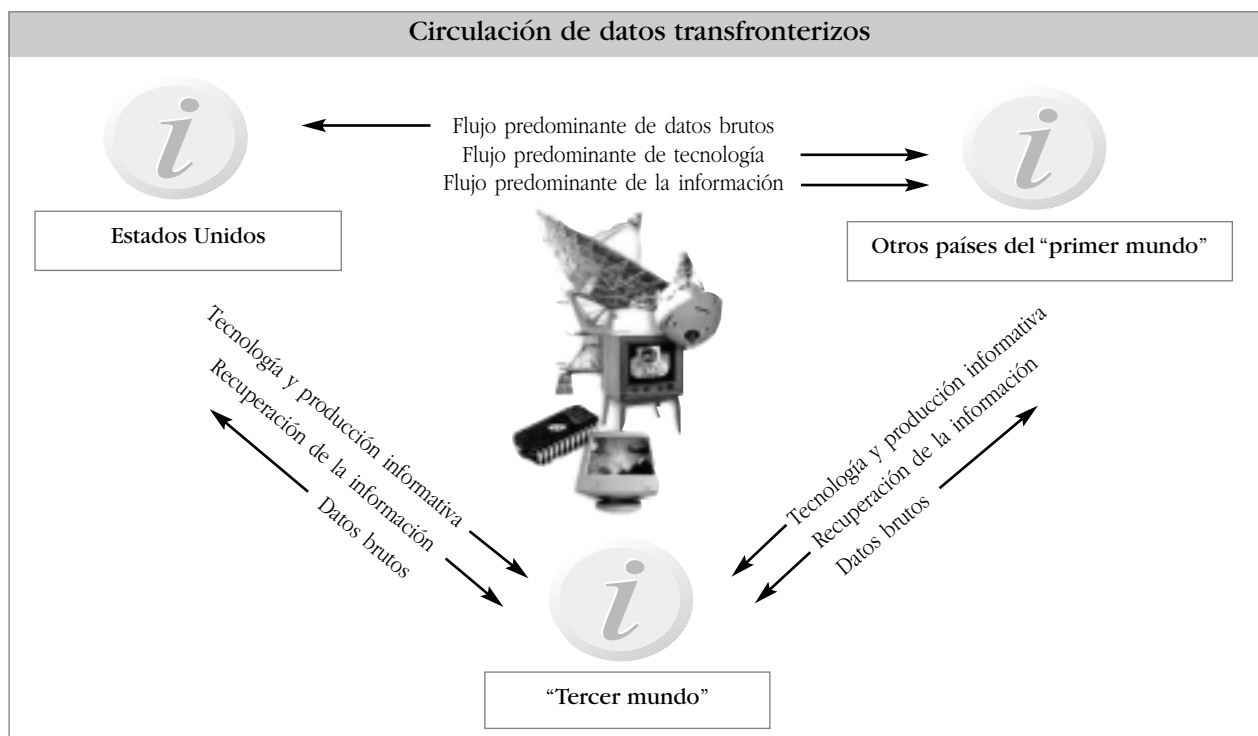 Circulación de datos transfronterizos
i
i
Flujo predominante de datos brutos
Flujo predominante de tecnología
Flujo predominante de la información
Estados Unidos
Otros países del “primer mundo”
Tecnología y producción informativa
Recuperación de la información
Datos brutos
Tecnología y producción informativa
Recuperación de la información
Datos brutos
i
“Tercer mundo”